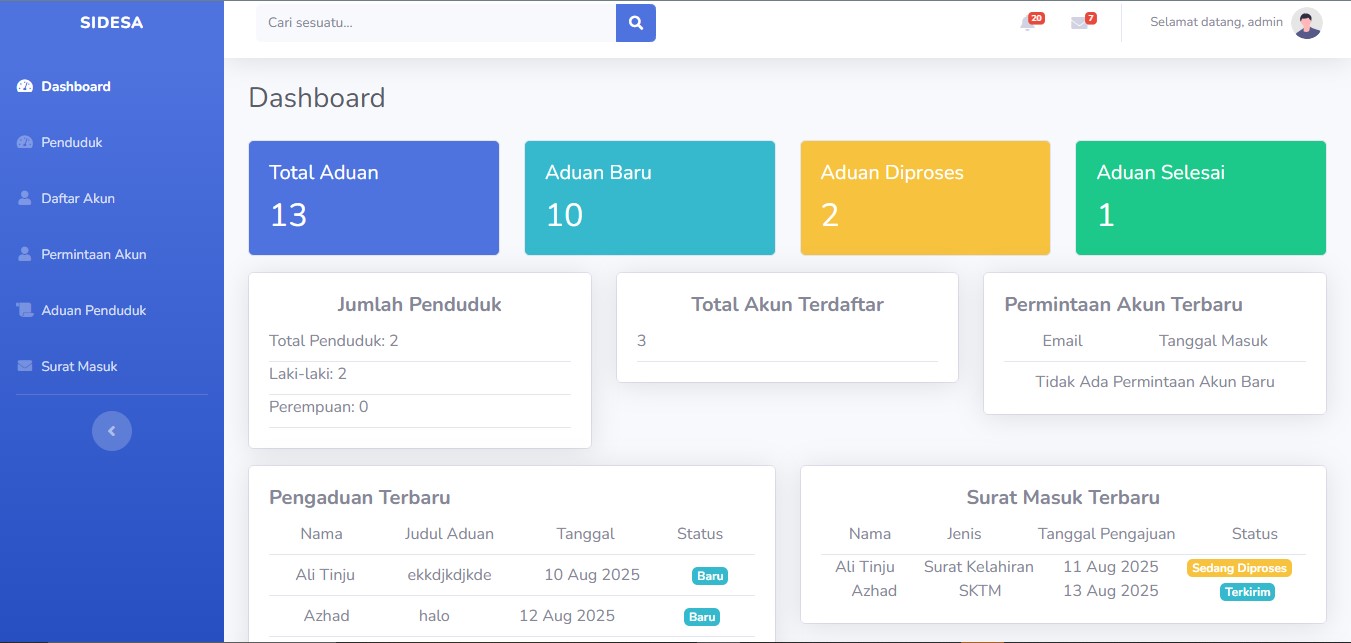 SIDESA
Cari sesuatu...
20
7
Selamat datang, admin
Dashboard
Penduduk
Daftar Akun
Permintaan Akun
Aduan Penduduk
Surat Masuk
Dashboard
Total Aduan
13
Aduan Baru
10
Aduan Diproses
2
Aduan Selesai
1
Jumlah Penduduk
Total Penduduk: 2
Laki-laki: 2
Perempuan: 0
Total Akun Terdaftar
3
Permintaan Akun Terbaru
Email Tanggal Masuk
Tidak Ada Permintaan Akun Baru
Pengaduan Terbaru
Nama Judul Aduan Tanggal Status
Ali Tinju ekkdjkdjkde 10 Aug 2025 Baru
Azhad halo 12 Aug 2025 Baru
Surat Masuk Terbaru
Nama Jenis Tanggal Pengajuan Status
Ali Tinju Surat Kelahiran 11 Aug 2025 Sedang Diproses
Azhad SKTM 13 Aug 2025 Terkirim